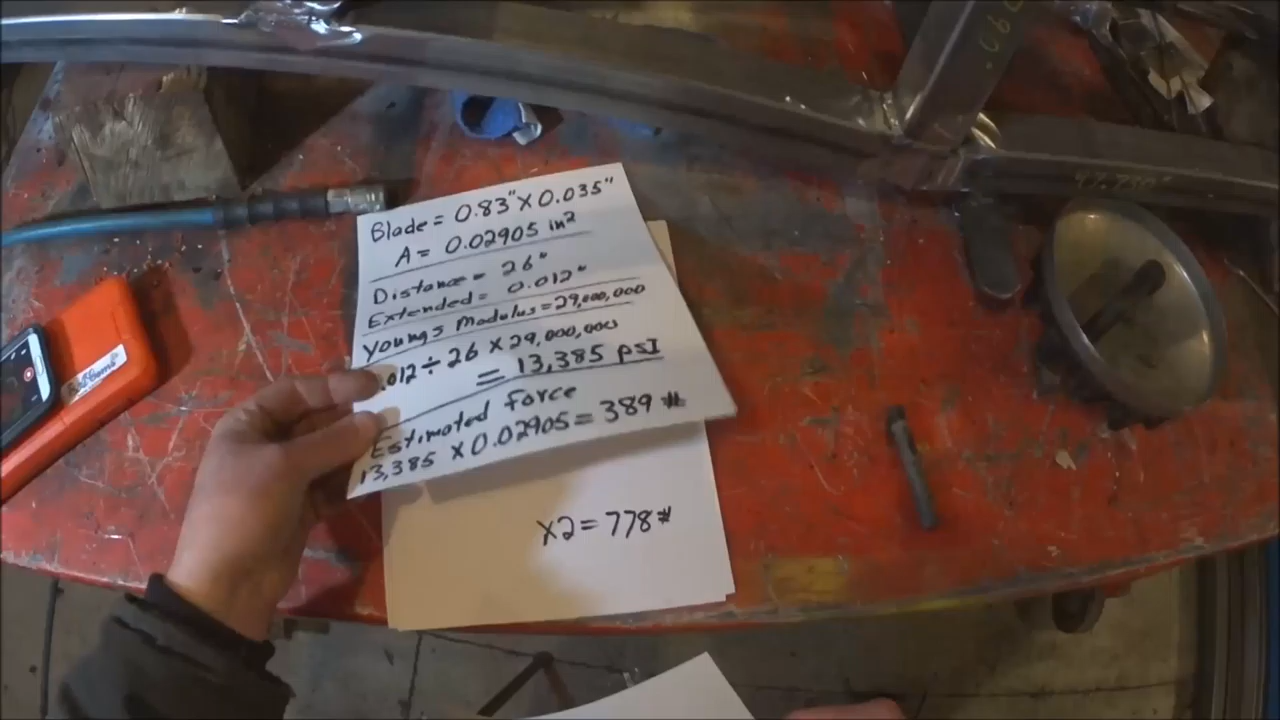 Blade = 0.83" X 0.035"
A = 0.02905 in²
Distance = 26"
Extended = 0.012"
Youngs Modulus = 29,000,000
.012 ÷ 26 X 29,000,000
= 13,385 PSI
Estimated Force
13,385 X 0.02905 = 389 #
X2 = 778#
.090